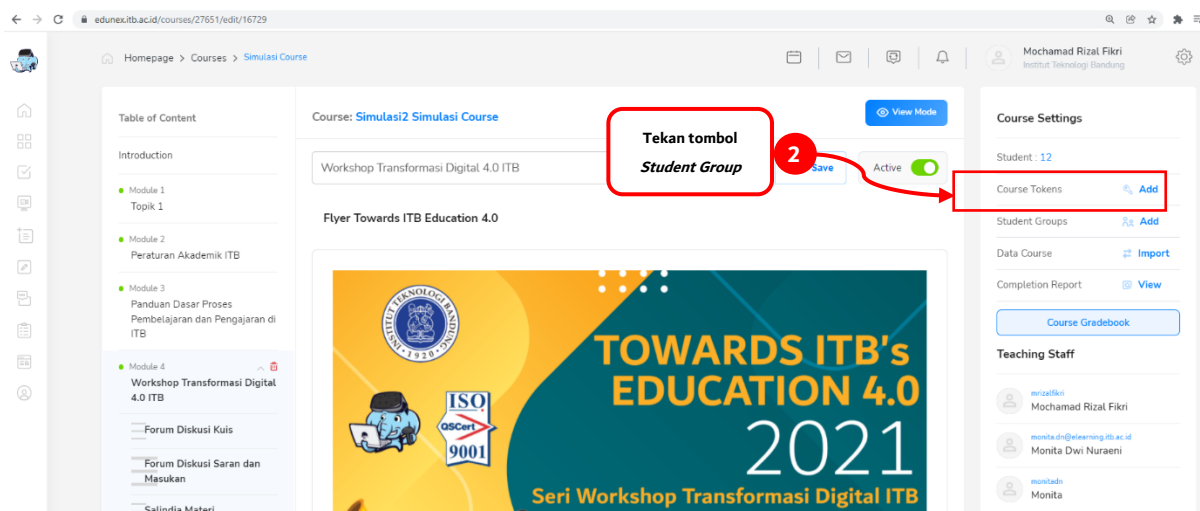 edunex.itb.ac.id/courses/27651/edit/16729
Homepage > Courses > Simulasi Course
Mochamad Rizal Fikri
Institut Teknologi Bandung
Table of Content
Introduction
Module 1
Topik 1
Module 2
Peraturan Akademik ITB
Module 3
Panduan Dasar Proses
Pembelajaran dan Pengajaran di
ITB
Module 4
Workshop Transformasi Digital
4.0 ITB
Forum Diskusi Kuis
Forum Diskusi Saran dan
Masukan
Salindia Materi
Course: Simulasi2 Simulasi Course
View Mode
Workshop Transformasi Digital 4.0 ITB
Save
Active
Tekan tombol
Student Group
2
Flyer Towards ITB Education 4.0
INSTITUT TEKNOLOGI BANDUNG
1920
ISO
QSCert
9001
TOWARDS ITB's
EDUCATION 4.0
2021
Seri Workshop Transformasi Digital ITB
Course Settings
Student : 12
Course Tokens Add
Student Groups Add
Data Course Import
Completion Report View
Course Gradebook
Teaching Staff
mrizalfikri
Mochamad Rizal Fikri
monita.dn@elearning.itb.ac.id
Monita Dwi Nuraeni
monitadn
Monita